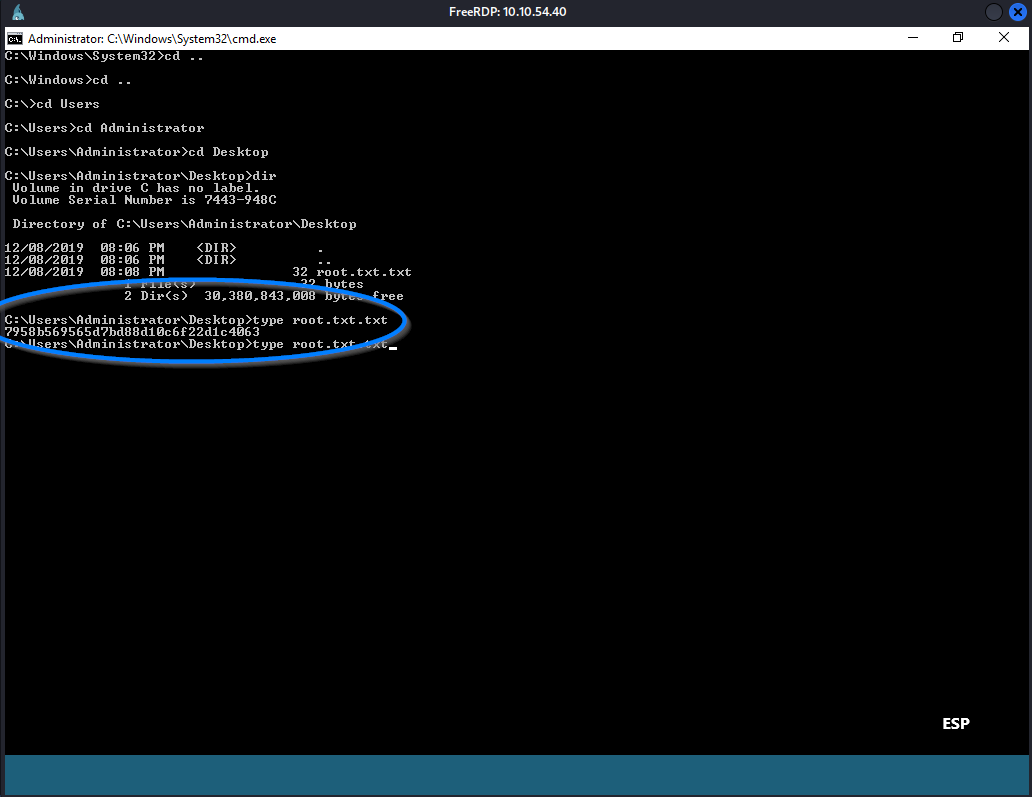 FreeRDP: 10.10.54.40
Administrator: C:\Windows\System32\cmd.exe
C:\Windows\System32>cd ..
C:\Windows>cd ..
C:\>cd Users
C:\Users>cd Administrator
C:\Users\Administrator>cd Desktop
C:\Users\Administrator\Desktop>dir
Volume in drive C has no label.
Volume Serial Number is 7443-948C
Directory of C:\Users\Administrator\Desktop
12/08/2019 08:06 PM <DIR> .
12/08/2019 08:06 PM <DIR> ..
12/08/2019 08:08 PM 32 root.txt.txt
1 File(s) 32 bytes
2 Dir(s) 30,380,843,008 bytes free
C:\Users\Administrator\Desktop>type root.txt.txt
7958b569565d7bd88d10c6f22d1c4063
C:\Users\Administrator\Desktop>type root.txt.txt
ESP